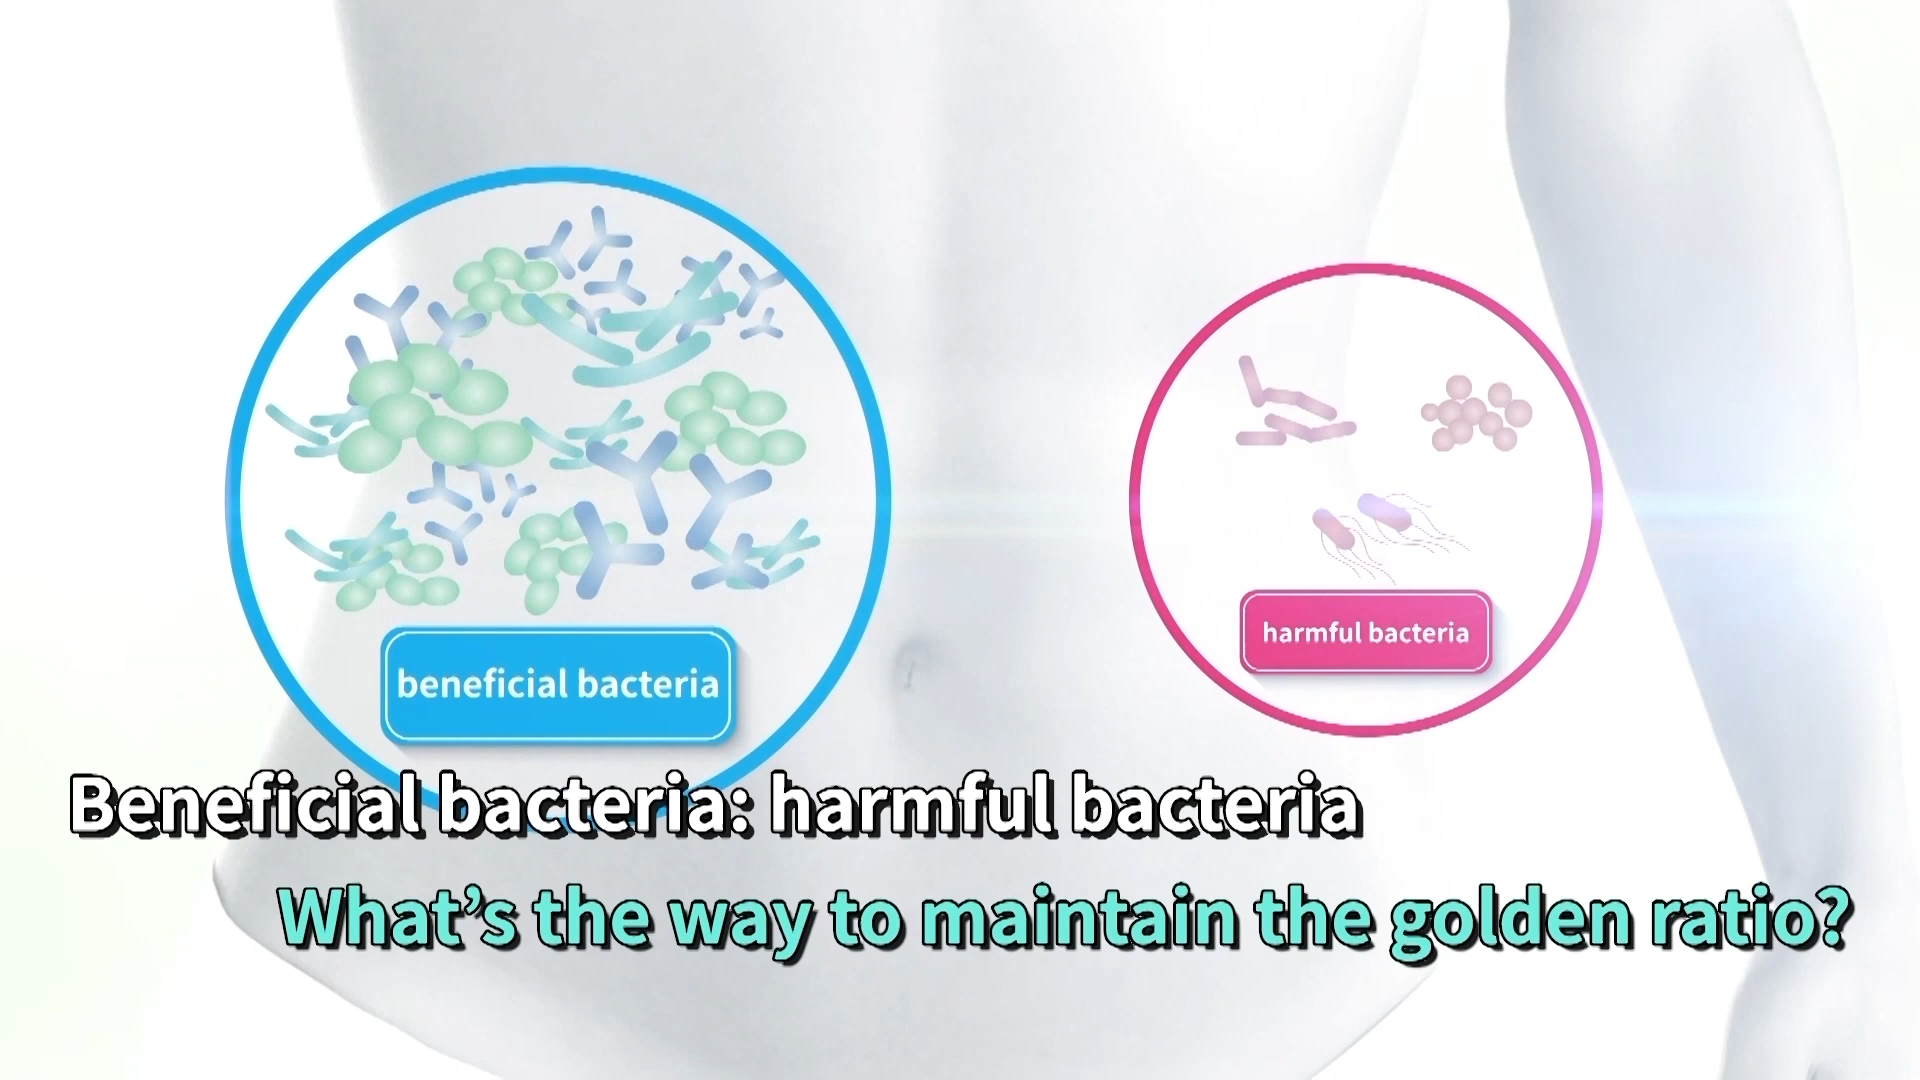 harmful bacteria
beneficial bacteria
Beneficial bacteria: harmful bacteria
What's the way to maintain the golden ratio?